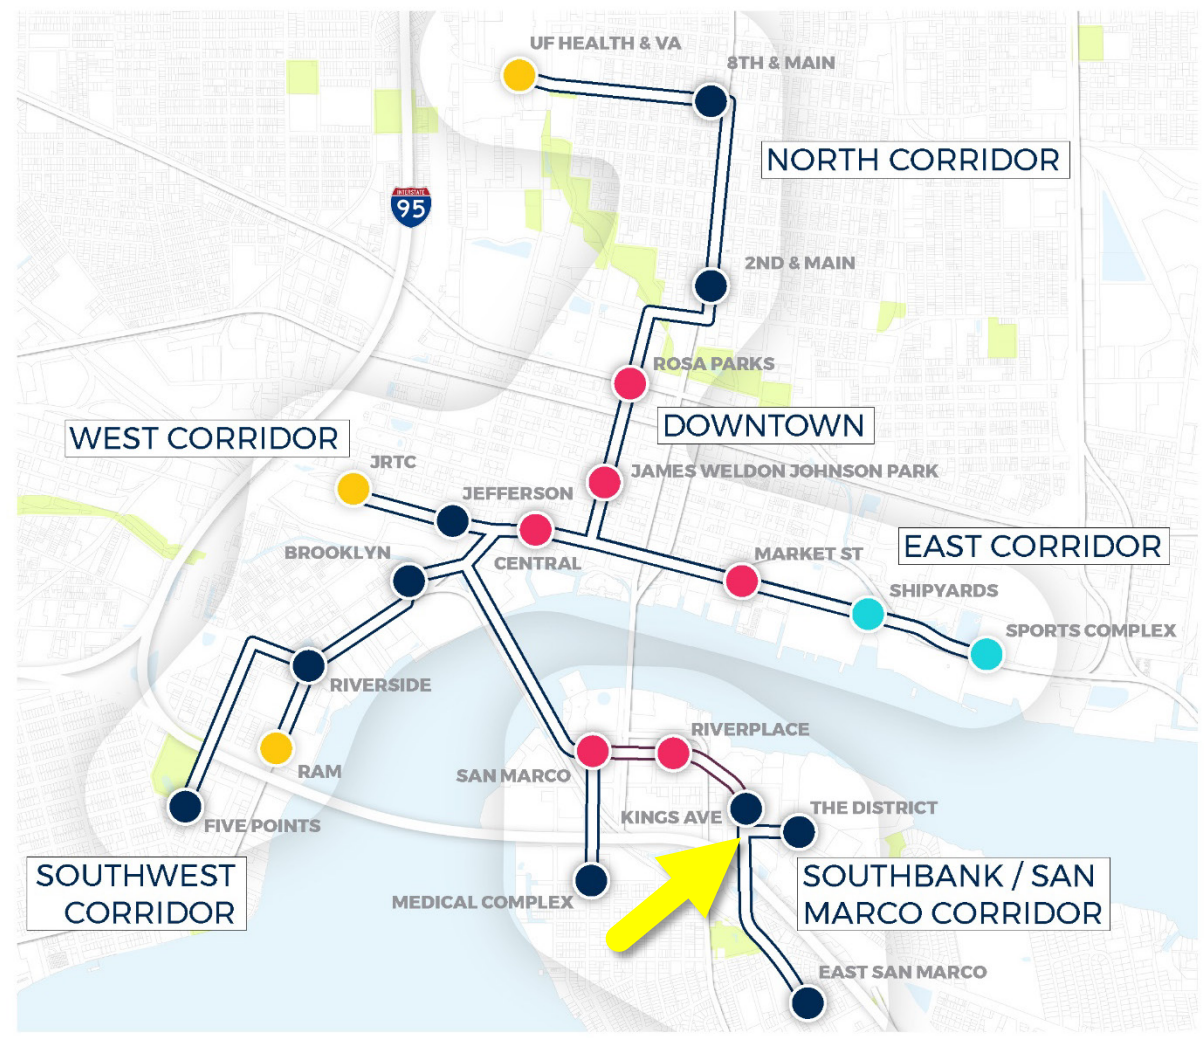 UF HEALTH & VA
8TH & MAIN
NORTH CORRIDOR
INTERSTATE
95
2ND & MAIN
ROSA PARKS
DOWNTOWN
WEST CORRIDOR
JRTC
JAMES WELDON JOHNSON PARK
JEFFERSON
EAST CORRIDOR
BROOKLYN
CENTRAL
MARKET ST
SHIPYARDS
SPORTS COMPLEX
RIVERSIDE
RIVERPLACE
RAM
SAN MARCO
KINGS AVE
THE DISTRICT
FIVE POINTS
SOUTHWEST
CORRIDOR
SOUTHBANK / SAN
MARCO CORRIDOR
MEDICAL COMPLEX
EAST SAN MARCO